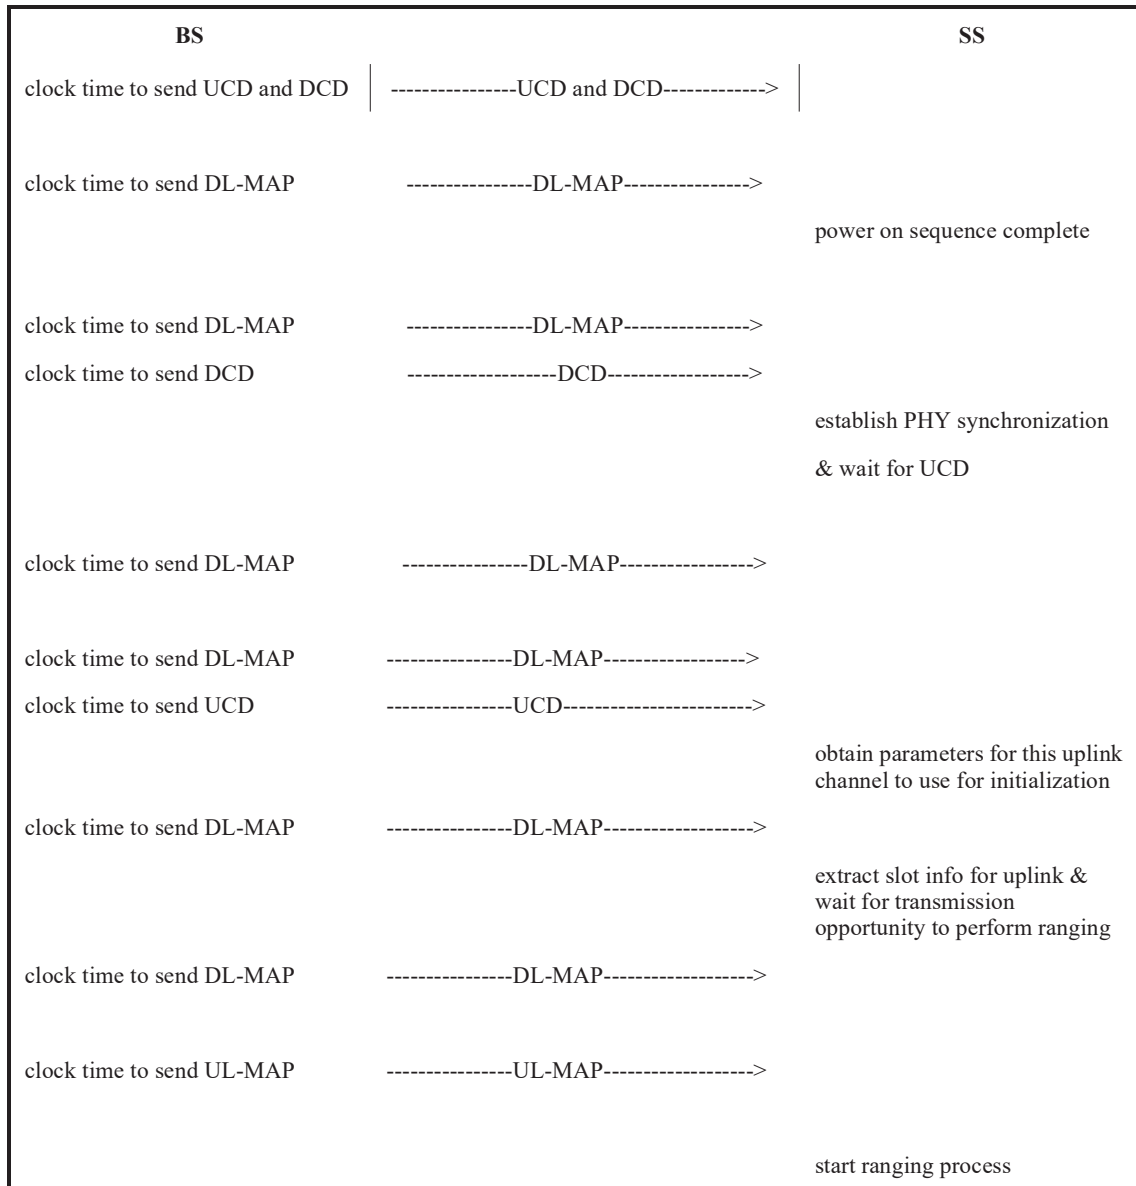 BS SS
clock time to send UCD and DCD ----------------UCD and DCD------------->
clock time to send DL-MAP ----------------DL-MAP---------------->
power on sequence complete
clock time to send DL-MAP ----------------DL-MAP---------------->
clock time to send DCD -------------------DCD------------------>
establish PHY synchronization
& wait for UCD
clock time to send DL-MAP ----------------DL-MAP----------------->
clock time to send DL-MAP ----------------DL-MAP------------------>
clock time to send UCD ----------------UCD------------------------>
obtain parameters for this uplink
channel to use for initialization
clock time to send DL-MAP ----------------DL-MAP------------------->
extract slot info for uplink &
wait for transmission
opportunity to perform ranging
clock time to send DL-MAP ----------------DL-MAP------------------->
clock time to send UL-MAP ----------------UL-MAP------------------->
start ranging process